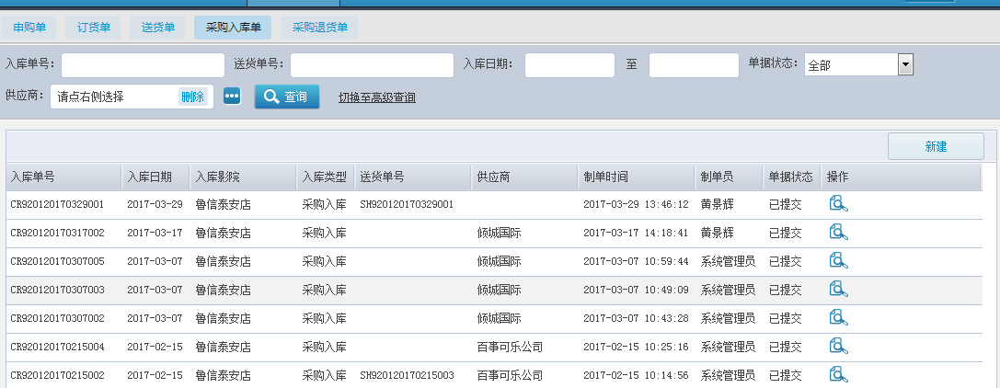 申购单 订货单 送货单 采购入库单 采购退货单
入库单号： 送货单号： 入库日期： 至 单据状态： 全部
供应商： 请点右侧选择 删除 查询 切换至高级查询
新建
入库单号 入库日期 入库影院 入库类型 送货单号 供应商 制单时间 制单员 单据状态 操作
CR920120170329001 2017-03-29 鲁信泰安店 采购入库 SH920120170329001 2017-03-29 13:46:12 黄景辉 已提交
CR920120170317002 2017-03-17 鲁信泰安店 采购入库 倾城国际 2017-03-17 14:18:41 黄景辉 已提交
CR920120170307005 2017-03-07 鲁信泰安店 采购入库 倾城国际 2017-03-07 10:59:44 系统管理员 已提交
CR920120170307003 2017-03-07 鲁信泰安店 采购入库 倾城国际 2017-03-07 10:49:09 系统管理员 已提交
CR920120170307002 2017-03-07 鲁信泰安店 采购入库 倾城国际 2017-03-07 10:43:28 系统管理员 已提交
CR920120170215004 2017-02-15 鲁信泰安店 采购入库 百事可乐公司 2017-02-15 10:25:16 系统管理员 已提交
CR920120170215002 2017-02-15 鲁信泰安店 采购入库 SH920120170215003 百事可乐公司 2017-02-15 10:14:56 系统管理员 已提交